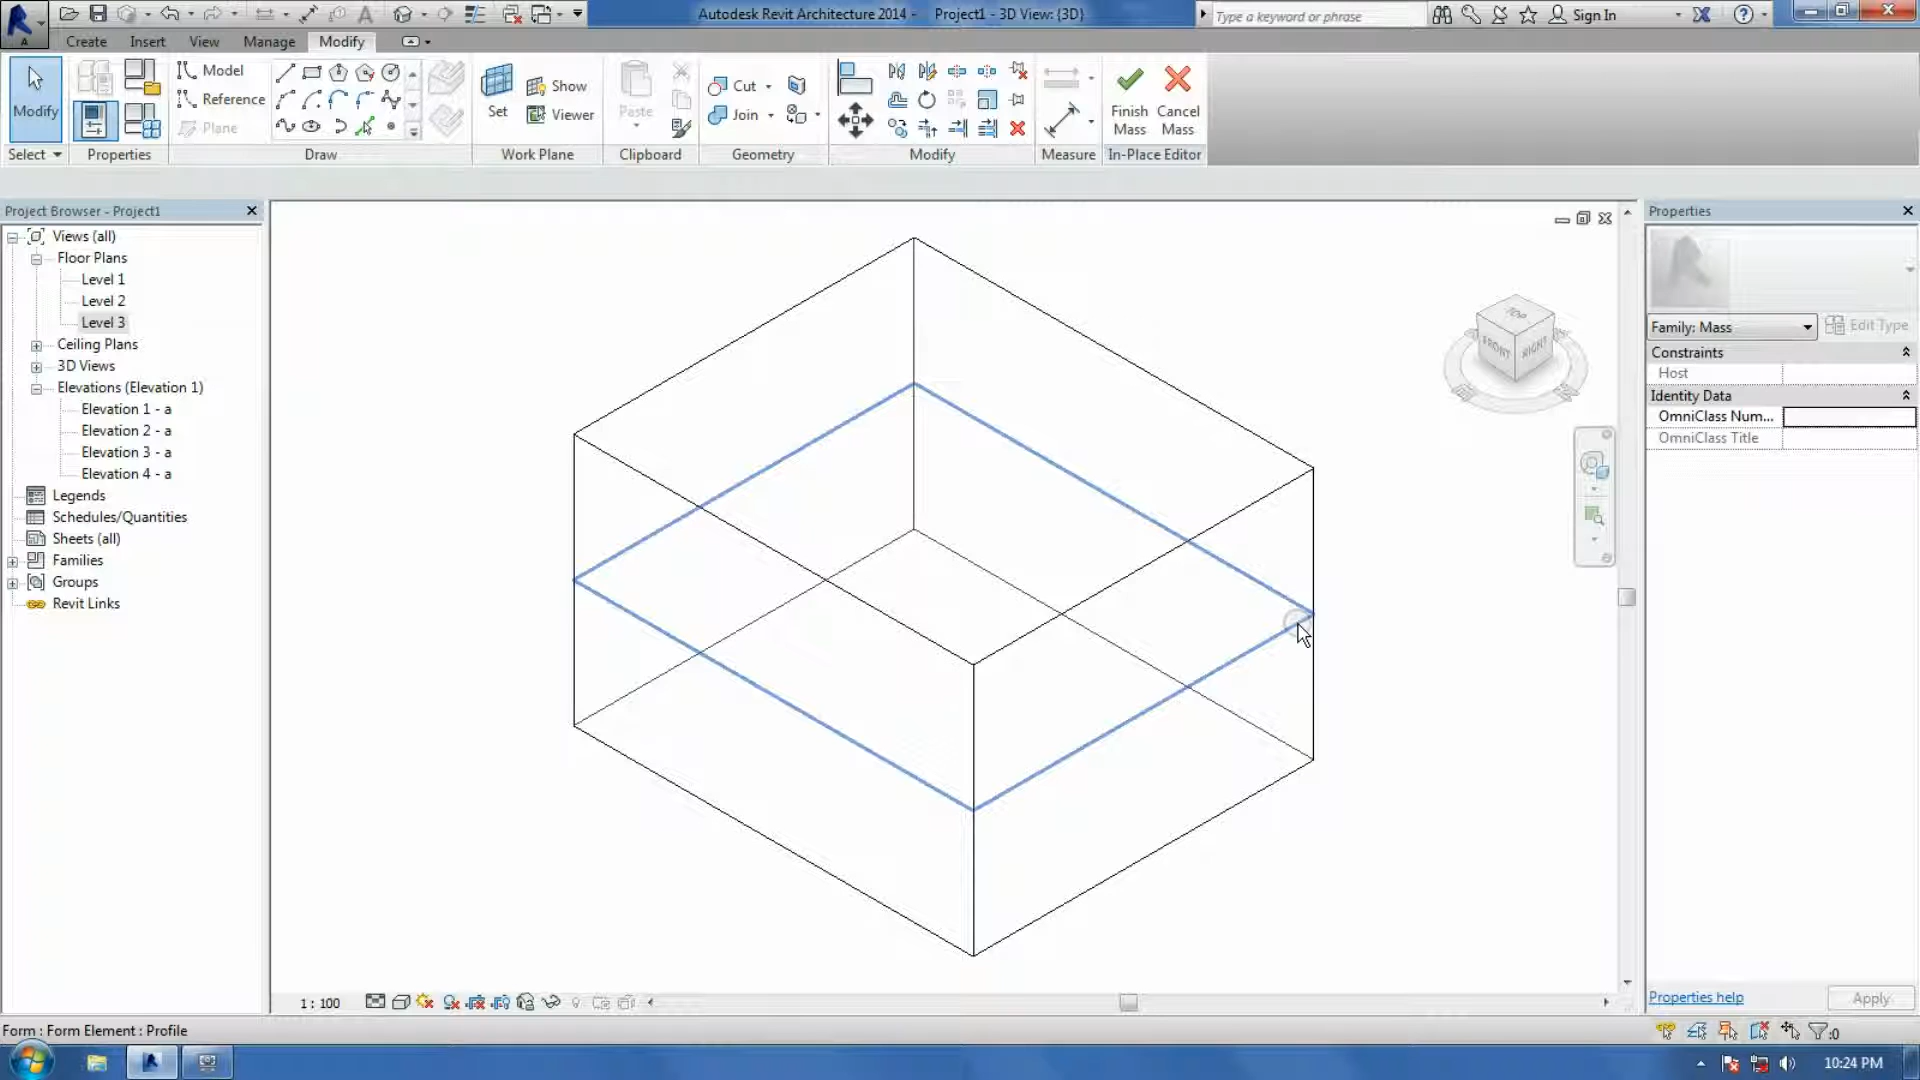 Autodesk Revit Architecture 2014 - Project1 - 3D View: {3D}
Type a keyword or phrase
Sign In
Create Insert View Manage Modify
Modify
Model
Reference
Plane
Set
Show
Viewer
Paste
Cut
Join
Finish Mass
Cancel Mass
Select Properties Draw Work Plane Clipboard Geometry Modify Measure In-Place Editor
Project Browser - Project1
Views (all)
Floor Plans
Level 1
Level 2
Level 3
Ceiling Plans
3D Views
Elevations (Elevation 1)
Elevation 1 - a
Elevation 2 - a
Elevation 3 - a
Elevation 4 - a
Legends
Schedules/Quantities
Sheets (all)
Families
Groups
Revit Links
TOP
FRONT
RIGHT
Properties
Family: Mass
Edit Type
Constraints
Host
Identity Data
OmniClass Num...
OmniClass Title
Properties help
Apply
1 : 100
Form : Form Element : Profile
:0
10:24 PM